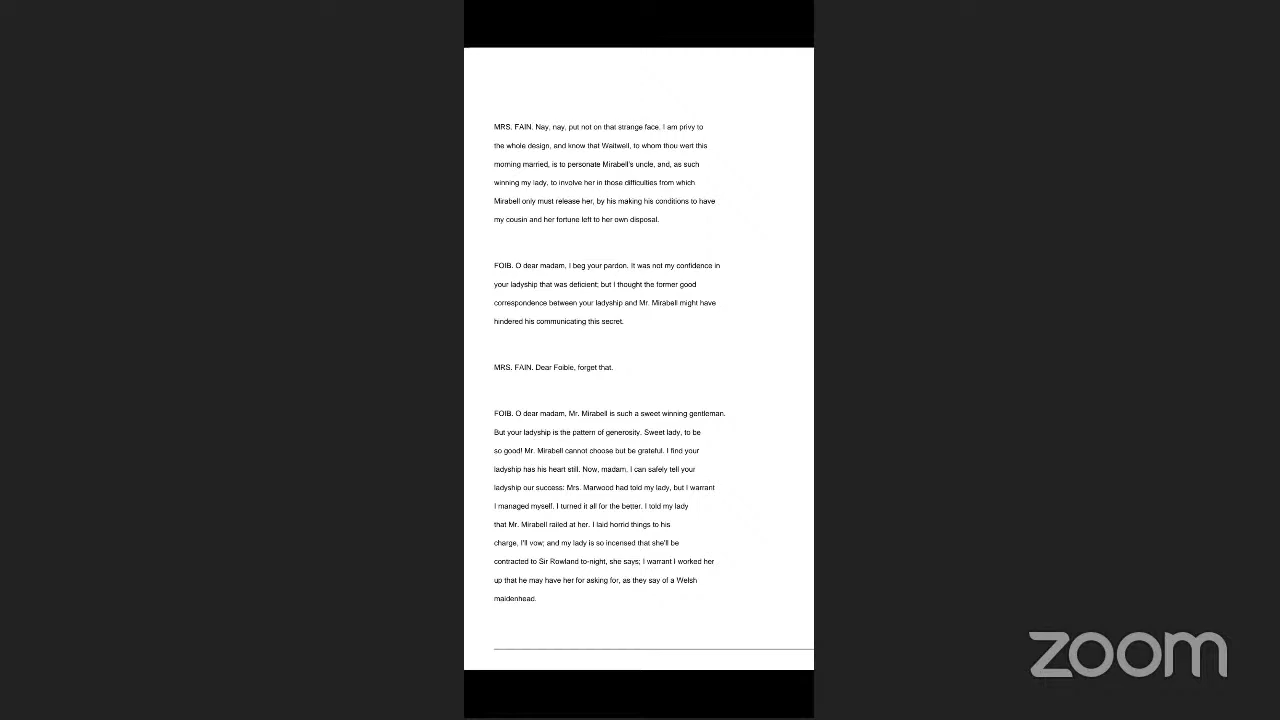 MRS. FAIN. Nay, nay, put not on that strange face. I am privy to
the whole design, and know that Waitwell, to whom thou wert this
morning married, is to personate Mirabell's uncle, and, as such
winning my lady, to involve her in those difficulties from which
Mirabell only must release her, by his making his conditions to have
my cousin and her fortune left to her own disposal.
FOIB. O dear madam, I beg your pardon. It was not my confidence in
your ladyship that was deficient; but I thought the former good
correspondence between your ladyship and Mr. Mirabell might have
hindered his communicating this secret.
MRS. FAIN. Dear Foible, forget that.
FOIB. O dear madam, Mr. Mirabell is such a sweet winning gentleman.
But your ladyship is the pattern of generosity. Sweet lady, to be
so good! Mr. Mirabell cannot choose but be grateful. I find your
ladyship has his heart still. Now, madam, I can safely tell your
ladyship our success: Mrs. Marwood had told my lady, but I warrant
I managed myself. I turned it all for the better. I told my lady
that Mr. Mirabell railed at her. I laid horrid things to his
charge, I'll vow; and my lady is so incensed that she'll be
contracted to Sir Rowland to-night, she says; I warrant I worked her
up that he may have her for asking for, as they say of a Welsh
maidenhead.
zoom